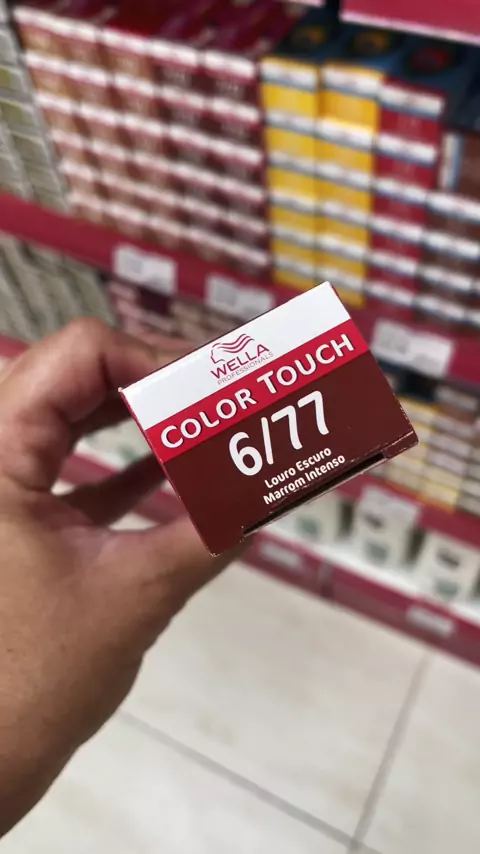 WELLA
PROFESSIONALS
COLOR TOUCH
6/77
Louro Escuro
Marrom Intenso